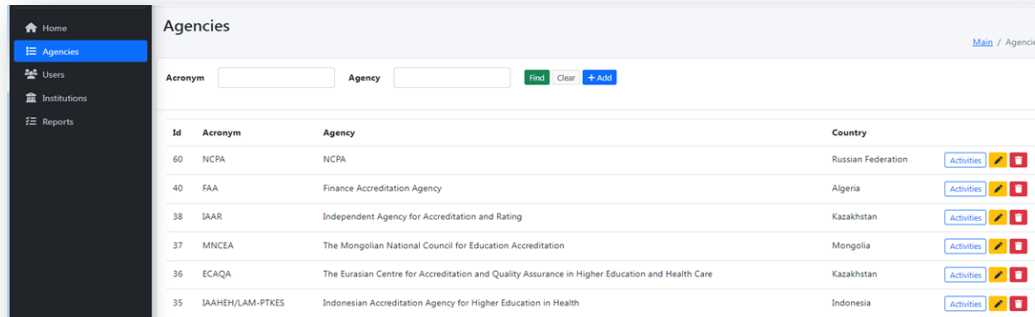 Home
Agencies
Users
Institutions
Reports
Agencies
Main / Agencie
Acronym Agency Find Clear + Add
Id Acronym Agency Country
60 NCPA NCPA Russian Federation Activities
40 FAA Finance Accreditation Agency Algeria Activities
38 IAAR Independent Agency for Accreditation and Rating Kazakhstan Activities
37 MNCEA The Mongolian National Council for Education Accreditation Mongolia Activities
36 ECAQA The Eurasian Centre for Accreditation and Quality Assurance in Higher Education and Health Care Kazakhstan Activities
35 IAAHEH/LAM-PTKES Indonesian Accreditation Agency for Higher Education in Health Indonesia Activities